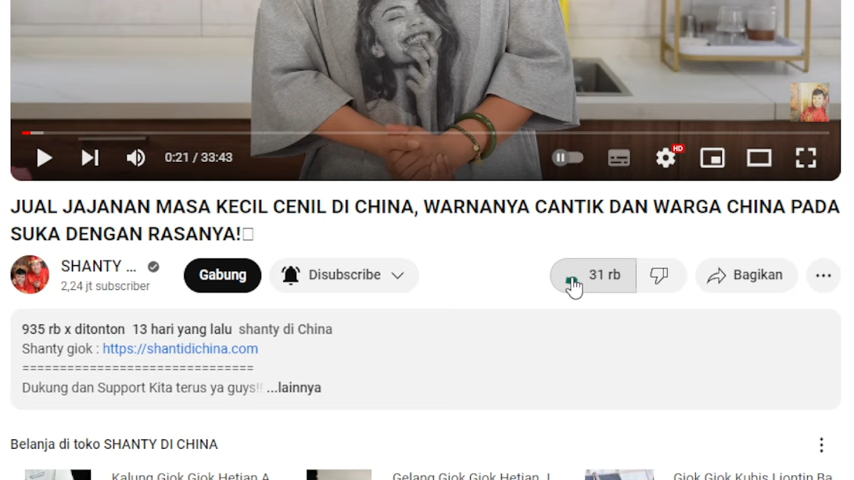 0:21 / 33:43
HD
JUAL JAJANAN MASA KECIL CENIL DI CHINA, WARNANYA CANTIK DAN WARGA CHINA PADA
SUKA DENGAN RASANYA!
SHANTY ...
2,24 jt subscriber
Gabung
Disubscribe
31 rb
Bagikan
935 rb x ditonton 13 hari yang lalu shanty di China
Shanty giok : https://shantidichina.com
===============================
Dukung dan Support Kita terus ya guys!! ...lainnya
Belanja di toko SHANTY DI CHINA
Kalung Giok Giok Hetian A
Gelang Giok Giok Hetian
Giok Giok Kubis Liontin Ba